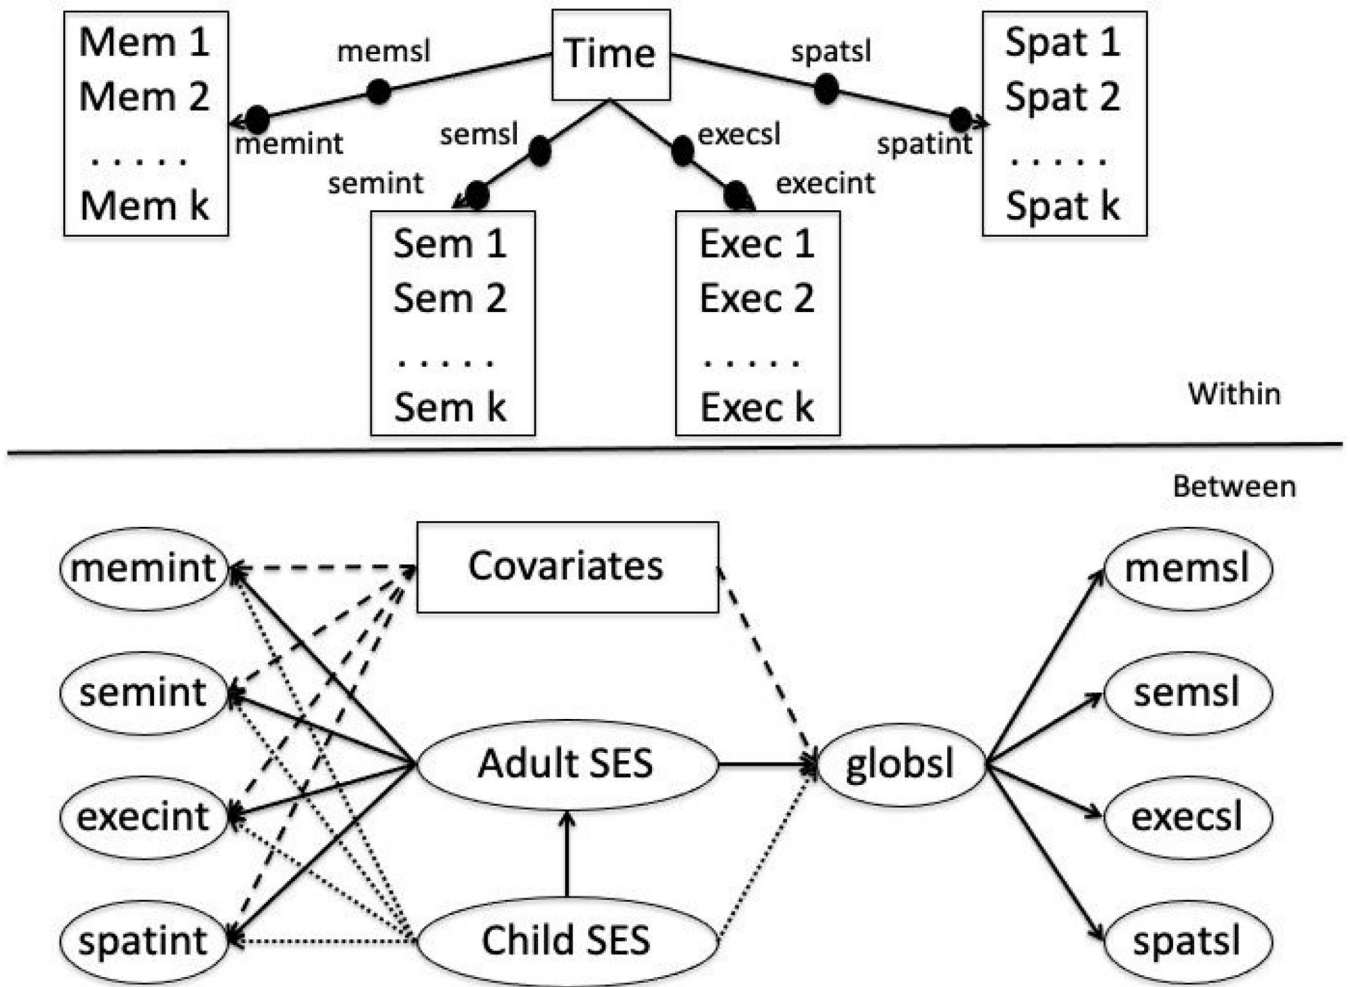 Mem 1
Mem 2
. . . . .
Mem k
memsl
memint
Time
semsl
semint
execsl
execint
spatsl
spatint
Spat 1
Spat 2
. . . . .
Spat k
Sem 1
Sem 2
. . . . .
Sem k
Exec 1
Exec 2
. . . . .
Exec k
Within
Between
memint
semint
execint
spatint
Covariates
Adult SES
Child SES
globsl
memsl
semsl
execsl
spatsl